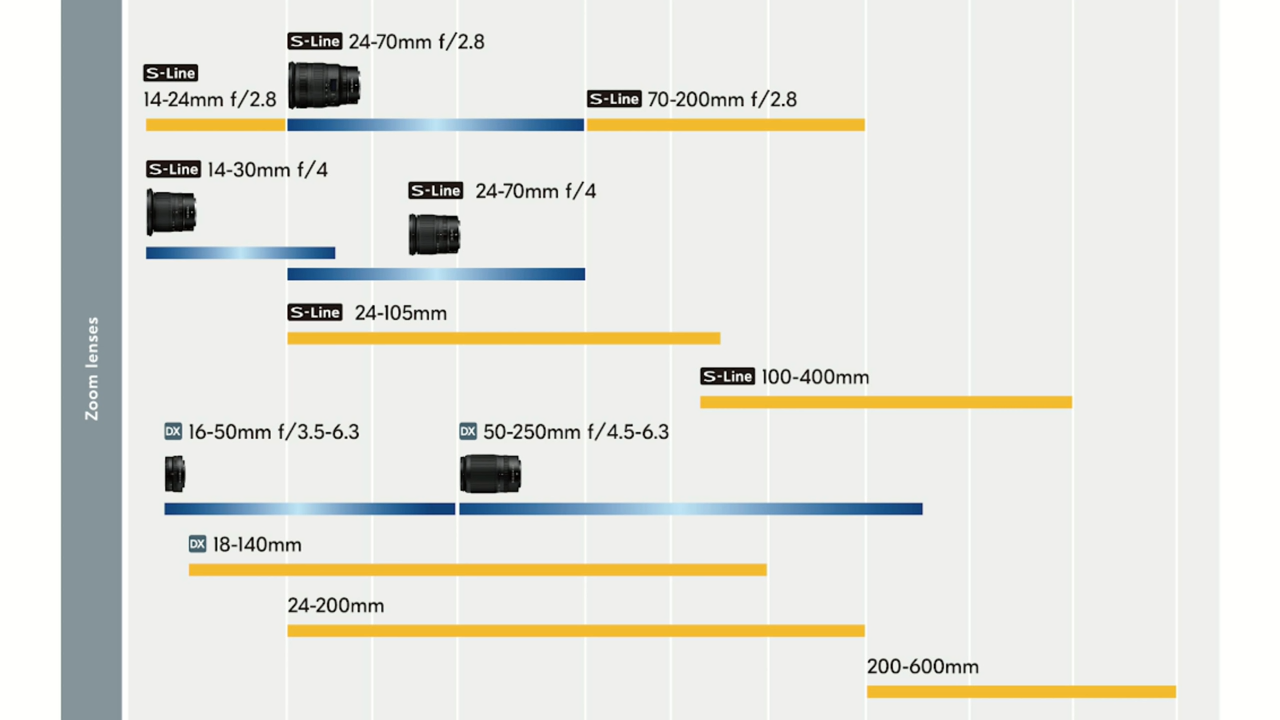 S-Line 24-70mm f/2.8
S-Line
14-24mm f/2.8
S-Line 70-200mm f/2.8
S-Line 14-30mm f/4
S-Line 24-70mm f/4
S-Line 24-105mm
S-Line 100-400mm
Zoom lenses
DX 16-50mm f/3.5-6.3
DX 50-250mm f/4.5-6.3
DX 18-140mm
24-200mm
200-600mm